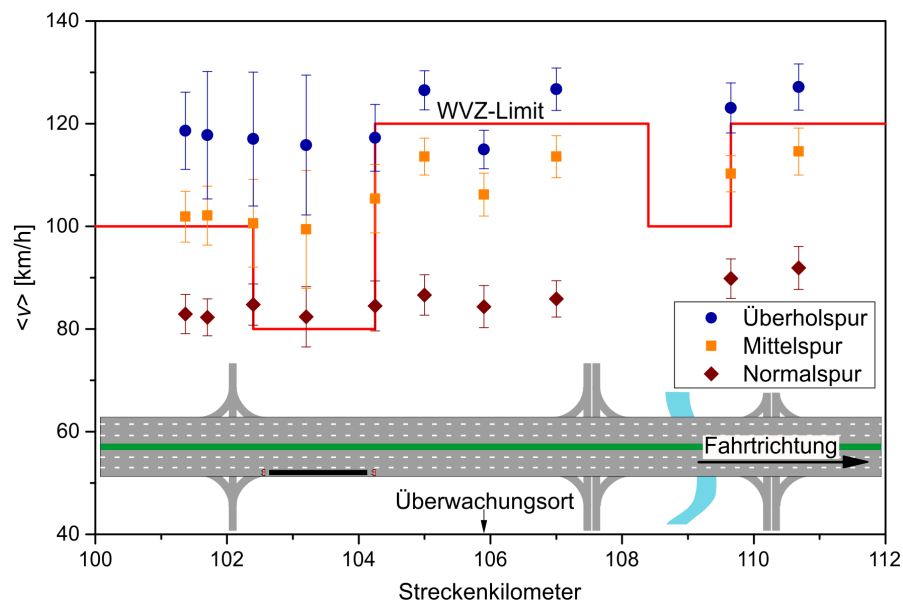 140
120
100
80
60
40
<v> [km/h]
WVZ-Limit
Überholspur
Mittelspur
Normalspur
Fahrtrichtung
Überwachungsort
100 102 104 106 108 110 112
Streckenkilometer